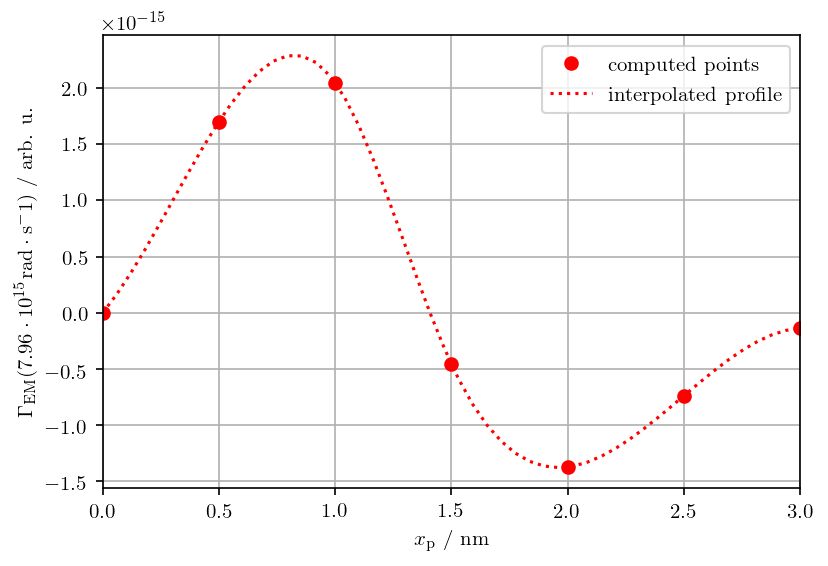 ×10⁻¹⁵
computed points
interpolated profile
2.0
1.5
1.0
0.5
0.0
−0.5
−1.0
−1.5
Γ_EM(7.96 · 10¹⁵ rad · s⁻1) / arb. u.
0.0 0.5 1.0 1.5 2.0 2.5 3.0
x_p / nm